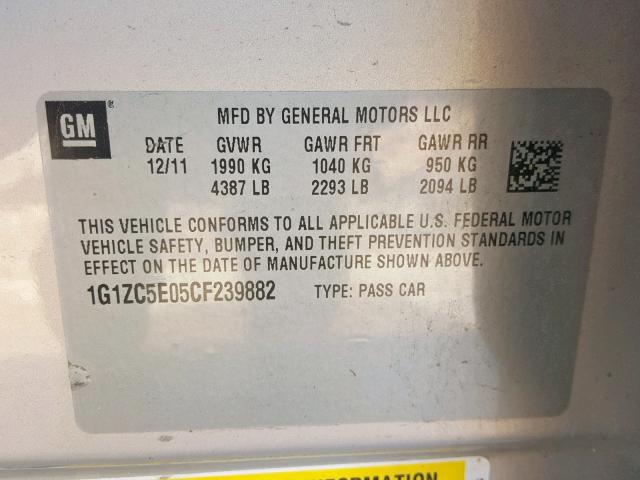 GM
MFD BY GENERAL MOTORS LLC
DATE GVWR GAWR FRT GAWR RR
12/11 1990 KG 1040 KG 950 KG
4387 LB 2293 LB 2094 LB
THIS VEHICLE CONFORMS TO ALL APPLICABLE U.S. FEDERAL MOTOR
VEHICLE SAFETY, BUMPER, AND THEFT PREVENTION STANDARDS IN
EFFECT ON THE DATE OF MANUFACTURE SHOWN ABOVE.
1G1ZC5E05CF239882 TYPE: PASS CAR
INFORMATION